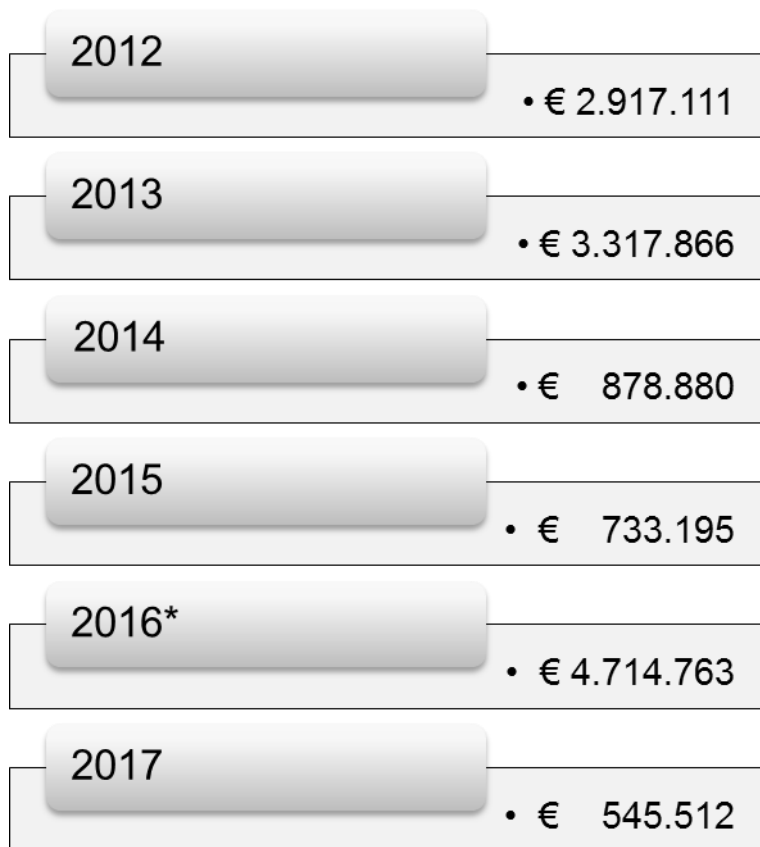 2012
• € 2.917.111
2013
• € 3.317.866
2014
• € 878.880
2015
• € 733.195
2016*
• € 4.714.763
2017
• € 545.512